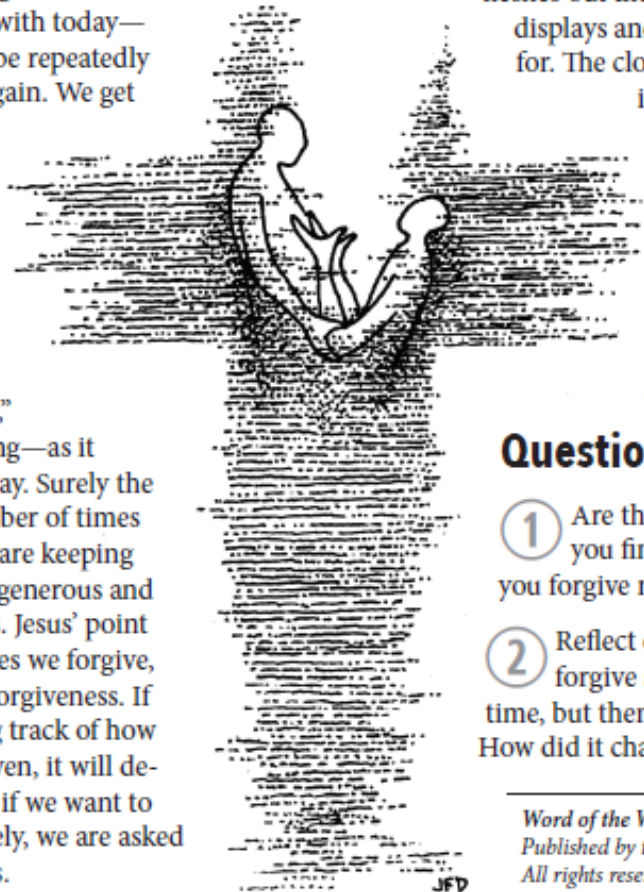 with today—
be repeatedly
gain. We get
”
ng—as it
ay. Surely the
ber of times
are keeping
generous and
. Jesus’ point
es we forgive,
orgiveness. If
g track of how
ven, it will de-
if we want to
ely, we are asked
s.
displays and
for. The clo
i
Questio
1 Are th
you fin
you forgive r
2 Reflect
forgive
time, but then
How did it cha
Word of the W
Published by t
All rights rese
JFD